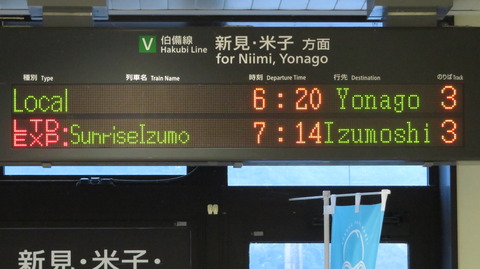 V 伯備線 新見・米子 方面
Hakubi Line for Niimi, Yonago
種別 Type 列車名 Train Name 時刻 Departure Time 行先 Destination のりば Track
Local 6:20 Yonago 3
LTD EXP: SunriseIzumo 7:14 Izumoshi 3
新見・米子・